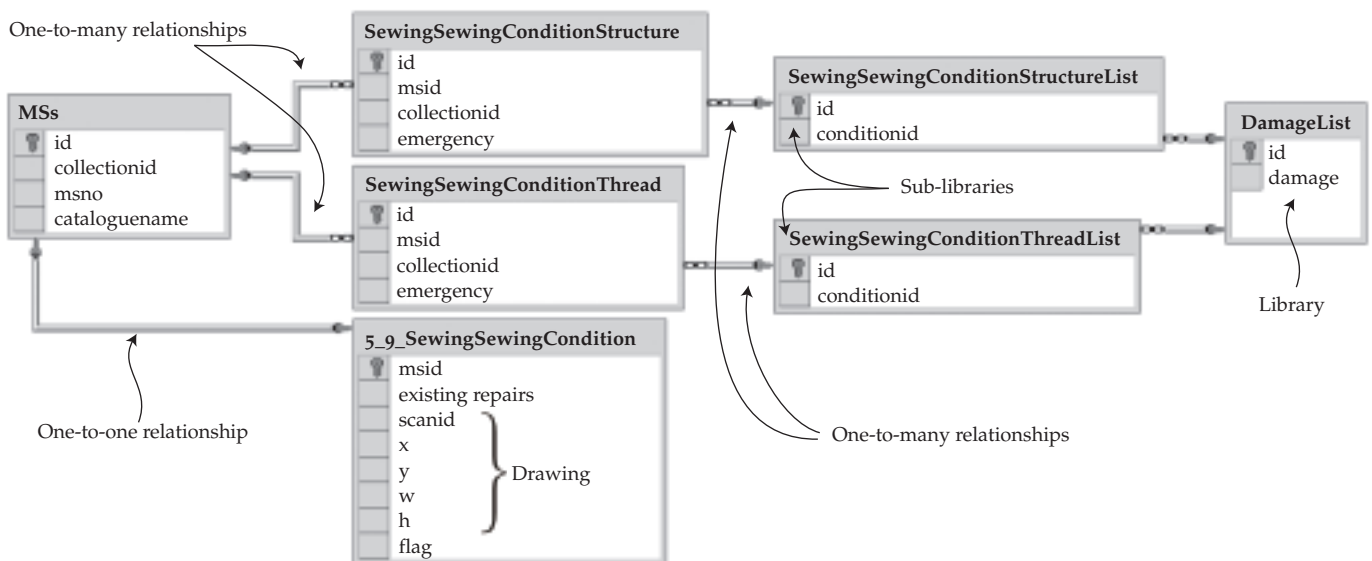 One-to-many relationships
MSs
id
collectionid
msno
cataloguename
SewingSewingConditionStructure
id
msid
collectionid
emergency
SewingSewingConditionThread
id
msid
collectionid
emergency
5_9_SewingSewingCondition
msid
existing repairs
scanid
x
y
w
h
flag
Drawing
One-to-one relationship
SewingSewingConditionStructureList
id
conditionid
Sub-libraries
SewingSewingConditionThreadList
id
conditionid
One-to-many relationships
DamageList
id
damage
Library